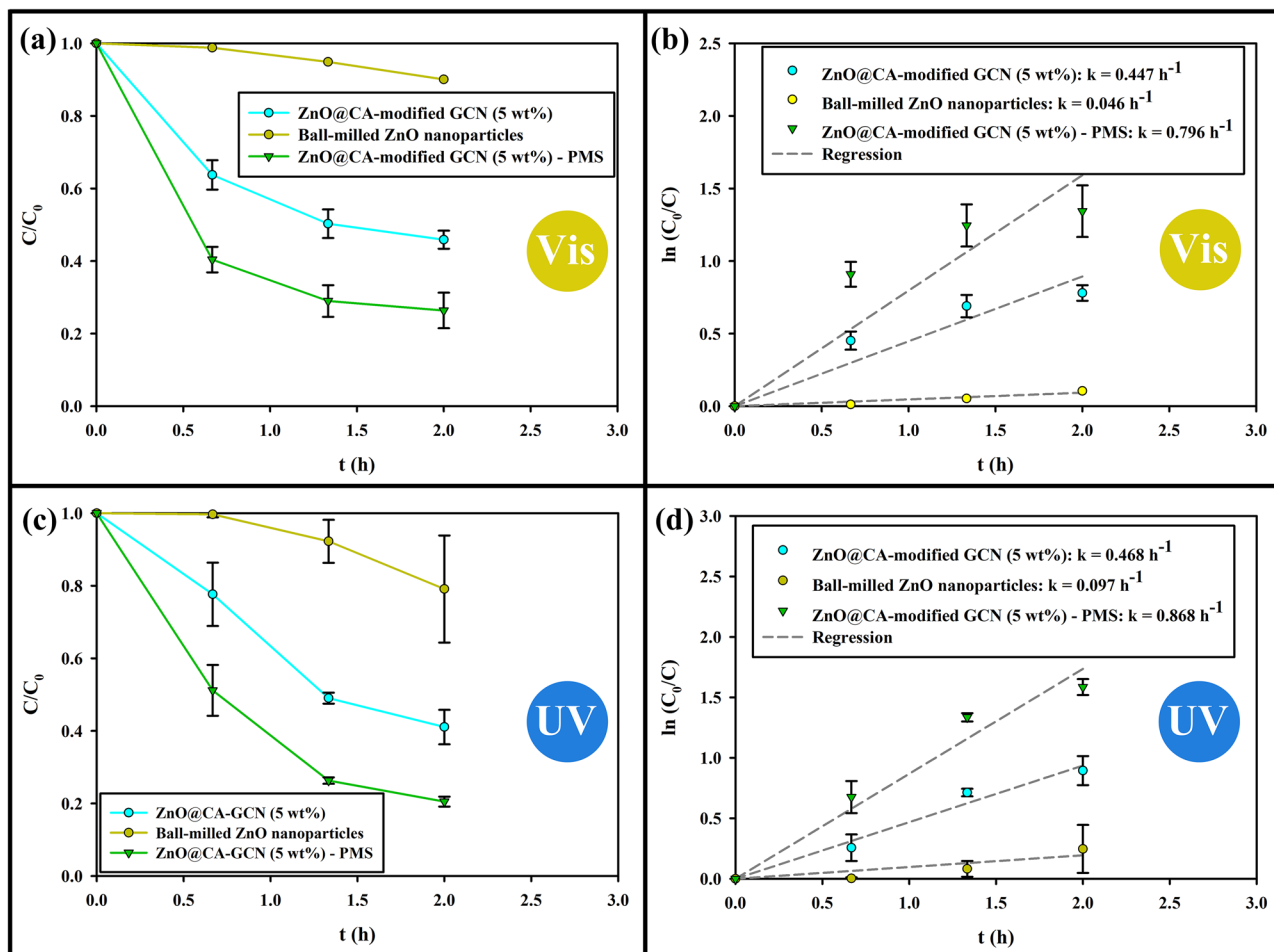 (a)
1.0
0.8
0.6
0.4
0.2
0.0
C/C₀
ZnO@CA-modified GCN (5 wt%)
Ball-milled ZnO nanoparticles
ZnO@CA-modified GCN (5 wt%) - PMS
Vis
0.0 0.5 1.0 1.5 2.0 2.5 3.0
t (h)
(b)
2.5
2.0
1.5
1.0
0.5
0.0
ln (C₀/C)
ZnO@CA-modified GCN (5 wt%): k = 0.447 h⁻¹
Ball-milled ZnO nanoparticles: k = 0.046 h⁻¹
ZnO@CA-modified GCN (5 wt%) - PMS: k = 0.796 h⁻¹
Regression
Vis
0.0 0.5 1.0 1.5 2.0 2.5 3.0
t (h)
(c)
1.0
0.8
0.6
0.4
0.2
0.0
C/C₀
UV
ZnO@CA-GCN (5 wt%)
Ball-milled ZnO nanoparticles
ZnO@CA-GCN (5 wt%) - PMS
0.0 0.5 1.0 1.5 2.0 2.5 3.0
t (h)
(d)
3.0
2.5
2.0
1.5
1.0
0.5
0.0
ln (C₀/C)
ZnO@CA-modified GCN (5 wt%): k = 0.468 h⁻¹
Ball-milled ZnO nanoparticles: k = 0.097 h⁻¹
ZnO@CA-modified GCN (5 wt%) - PMS: k = 0.868 h⁻¹
Regression
UV
0.0 0.5 1.0 1.5 2.0 2.5 3.0
t (h)